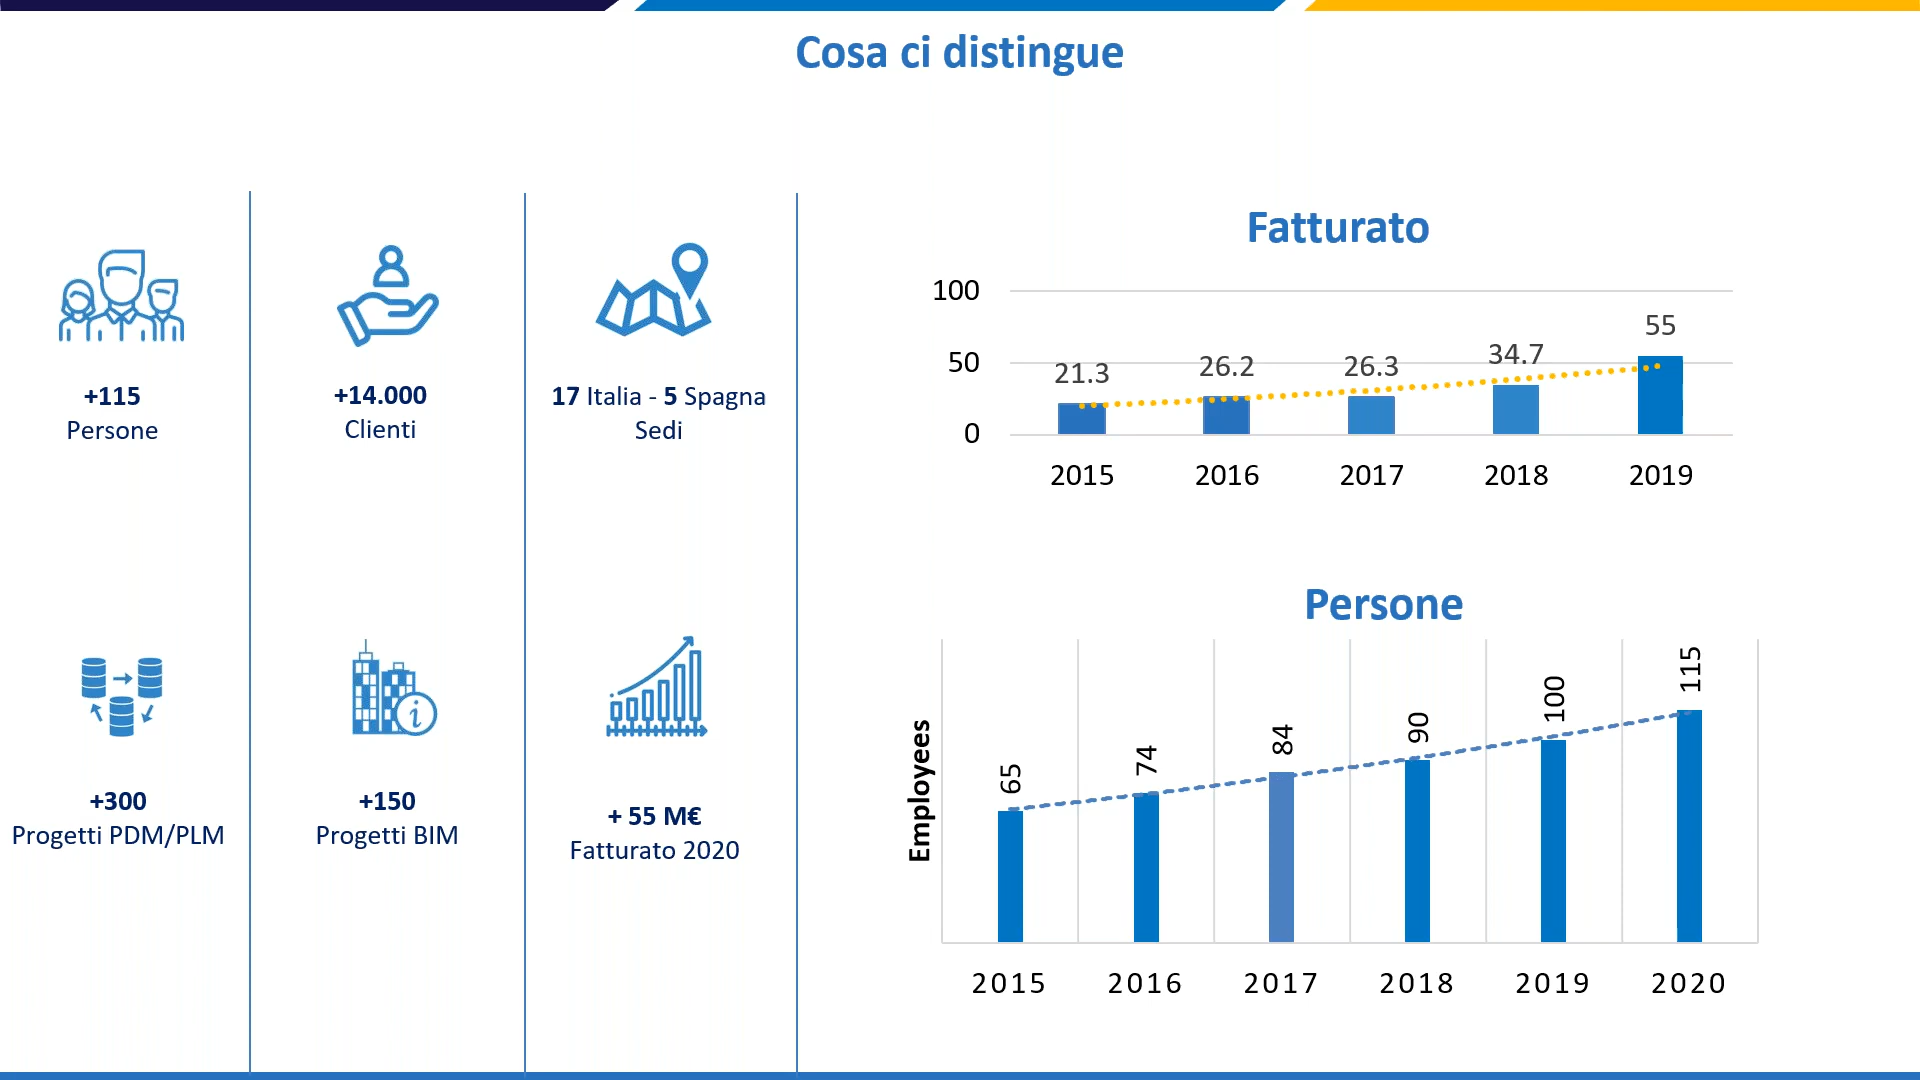 Cosa ci distingue
+115
Persone
+14.000
Clienti
17 Italia - 5 Spagna
Sedi
+300
Progetti PDM/PLM
+150
Progetti BIM
+ 55 M€
Fatturato 2020
Fatturato
100
50
0
21.3
26.2
26.3
34.7
55
2015 2016 2017 2018 2019
Persone
Employees
65
74
84
90
100
115
2015 2016 2017 2018 2019 2020